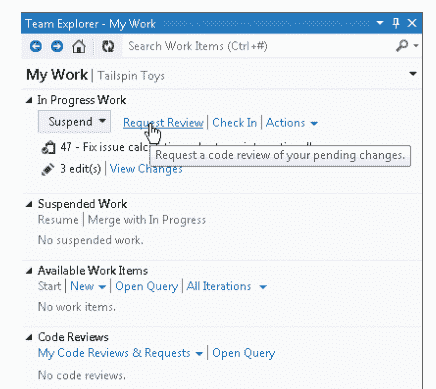 Team Explorer - My Work
Search Work Items (Ctrl+#)
My Work | Tailspin Toys
In Progress Work
Suspend Request Review | Check In | Actions
47 - Fix issue
Request a code review of your pending changes.
3 edit(s) | View Changes
Suspended Work
Resume | Merge with In Progress
No suspended work.
Available Work Items
Start | New | Open Query | All Iterations
No work items.
Code Reviews
My Code Reviews & Requests | Open Query
No code reviews.